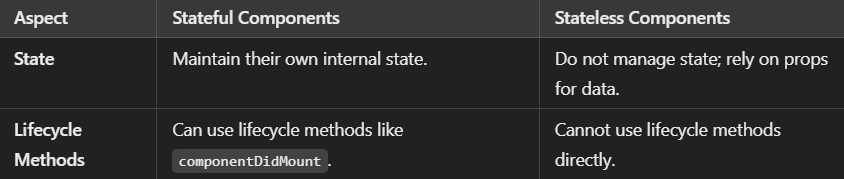 Aspect Stateful Components Stateless Components
State Maintain their own internal state. Do not manage state; rely on props
for data.
Lifecycle Can use lifecycle methods like Cannot use lifecycle methods
Methods componentDidMount. directly.